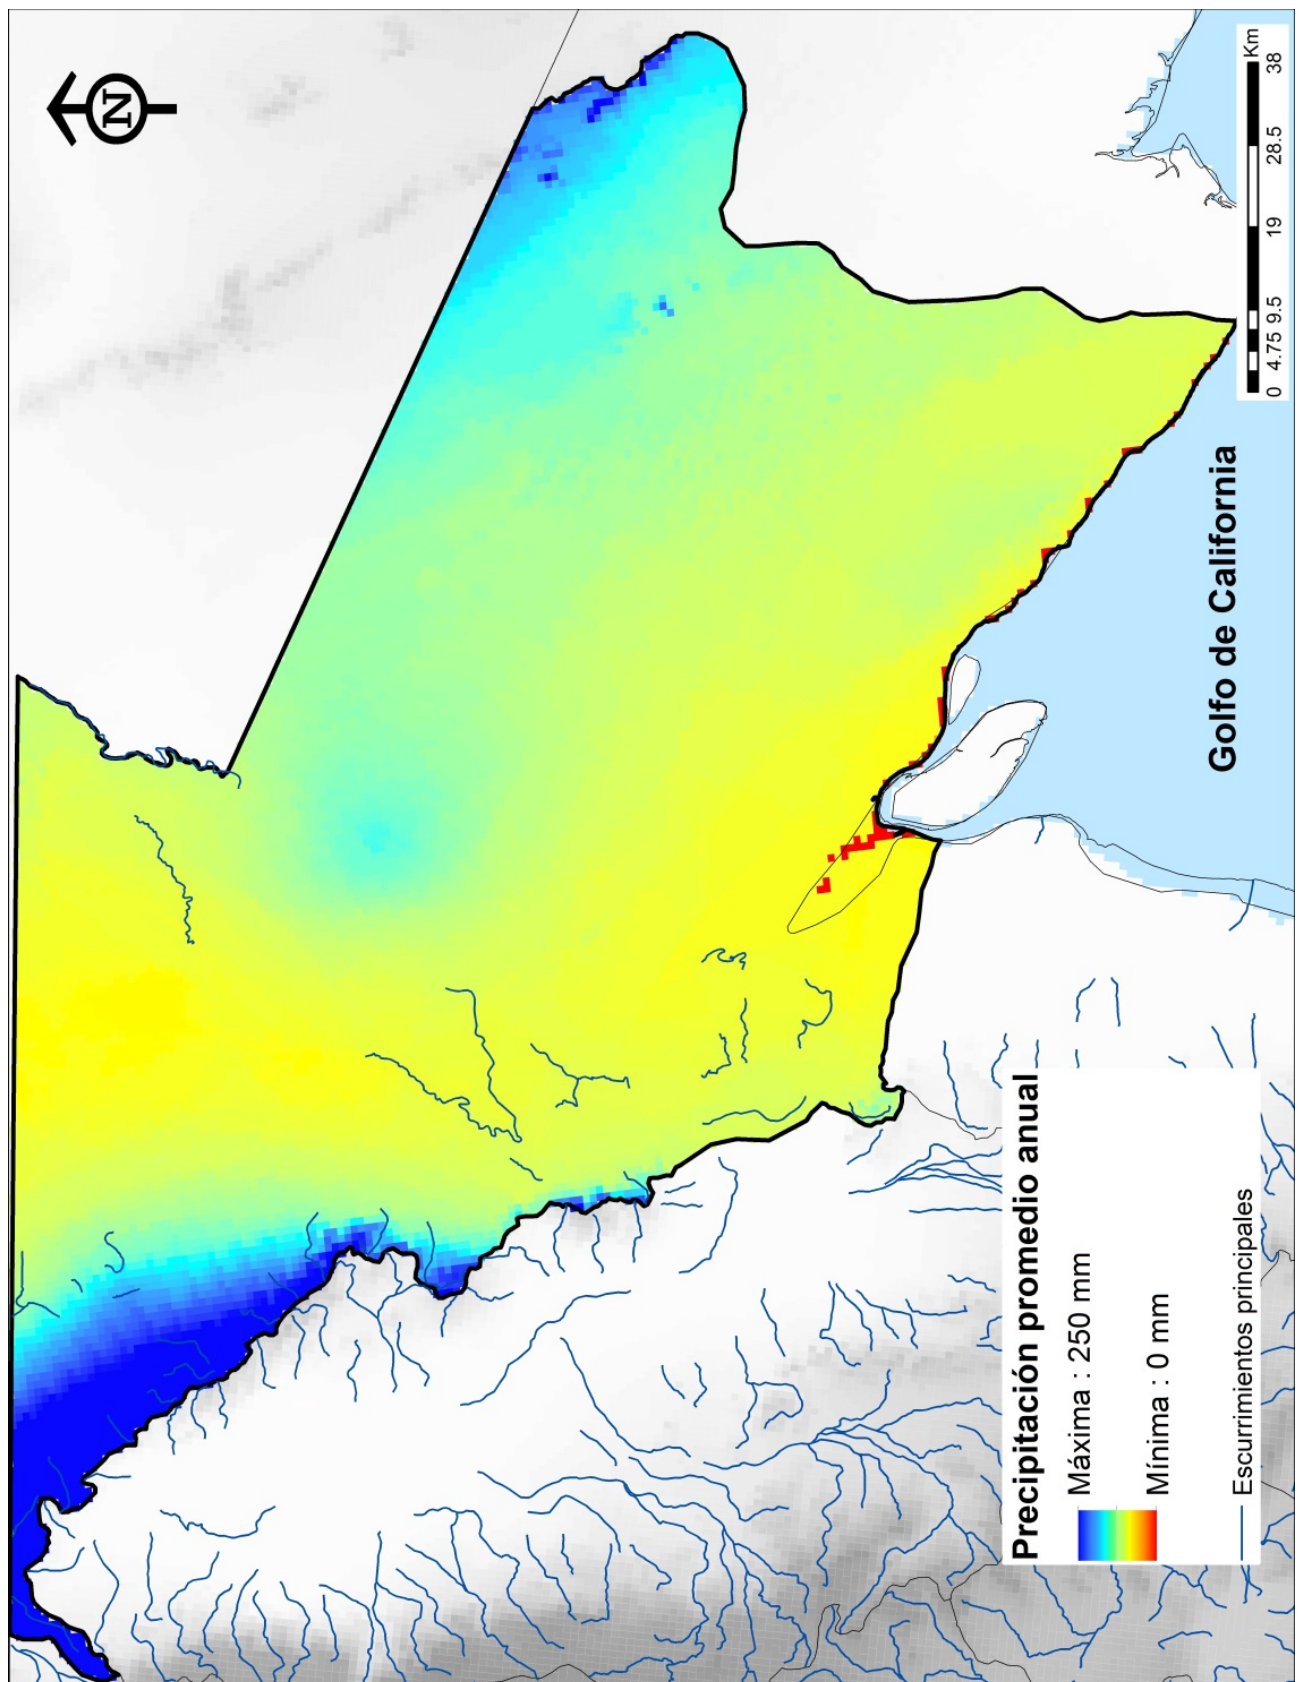 N
Golfo de California
Precipitación promedio anual
Máxima : 250 mm
Mínima : 0 mm
Escurrimientos principales
0 4.75 9.5 19 28.5 38 Km